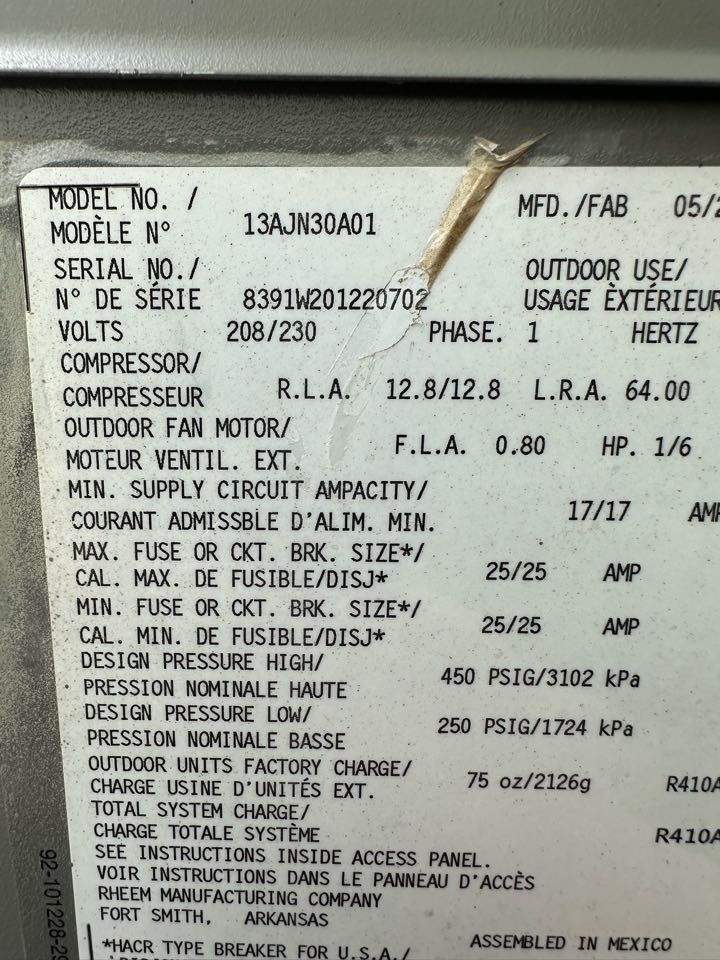 MODEL NO. /
MODÈLE N° 13AJN30A01 MFD./FAB 05/2
SERIAL NO./ OUTDOOR USE/
N° DE SÉRIE 8391W201220702 USAGE ÈXTÉRIEUR
VOLTS 208/230 PHASE. 1 HERTZ
COMPRESSOR/
COMPRESSEUR R.L.A. 12.8/12.8 L.R.A. 64.00
OUTDOOR FAN MOTOR/
MOTEUR VENTIL. EXT. F.L.A. 0.80 HP. 1/6
MIN. SUPPLY CIRCUIT AMPACITY/
COURANT ADMISSBLE D'ALIM. MIN. 17/17 AMP
MAX. FUSE OR CKT. BRK. SIZE*/
CAL. MAX. DE FUSIBLE/DISJ* 25/25 AMP
MIN. FUSE OR CKT. BRK. SIZE*/
CAL. MIN. DE FUSIBLE/DISJ* 25/25 AMP
DESIGN PRESSURE HIGH/
PRESSION NOMINALE HAUTE 450 PSIG/3102 kPa
DESIGN PRESSURE LOW/
PRESSION NOMINALE BASSE 250 PSIG/1724 kPa
OUTDOOR UNITS FACTORY CHARGE/
CHARGE USINE D'UNITÉS EXT. 75 oz/2126g R410A
TOTAL SYSTEM CHARGE/
CHARGE TOTALE SYSTÈME R410A
SEE INSTRUCTIONS INSIDE ACCESS PANEL.
VOIR INSTRUCTIONS DANS LE PANNEAU D'ACCÈS
RHEEM MANUFACTURING COMPANY
FORT SMITH, ARKANSAS
*HACR TYPE BREAKER FOR U.S.A./ ASSEMBLED IN MEXICO
92-101228-29